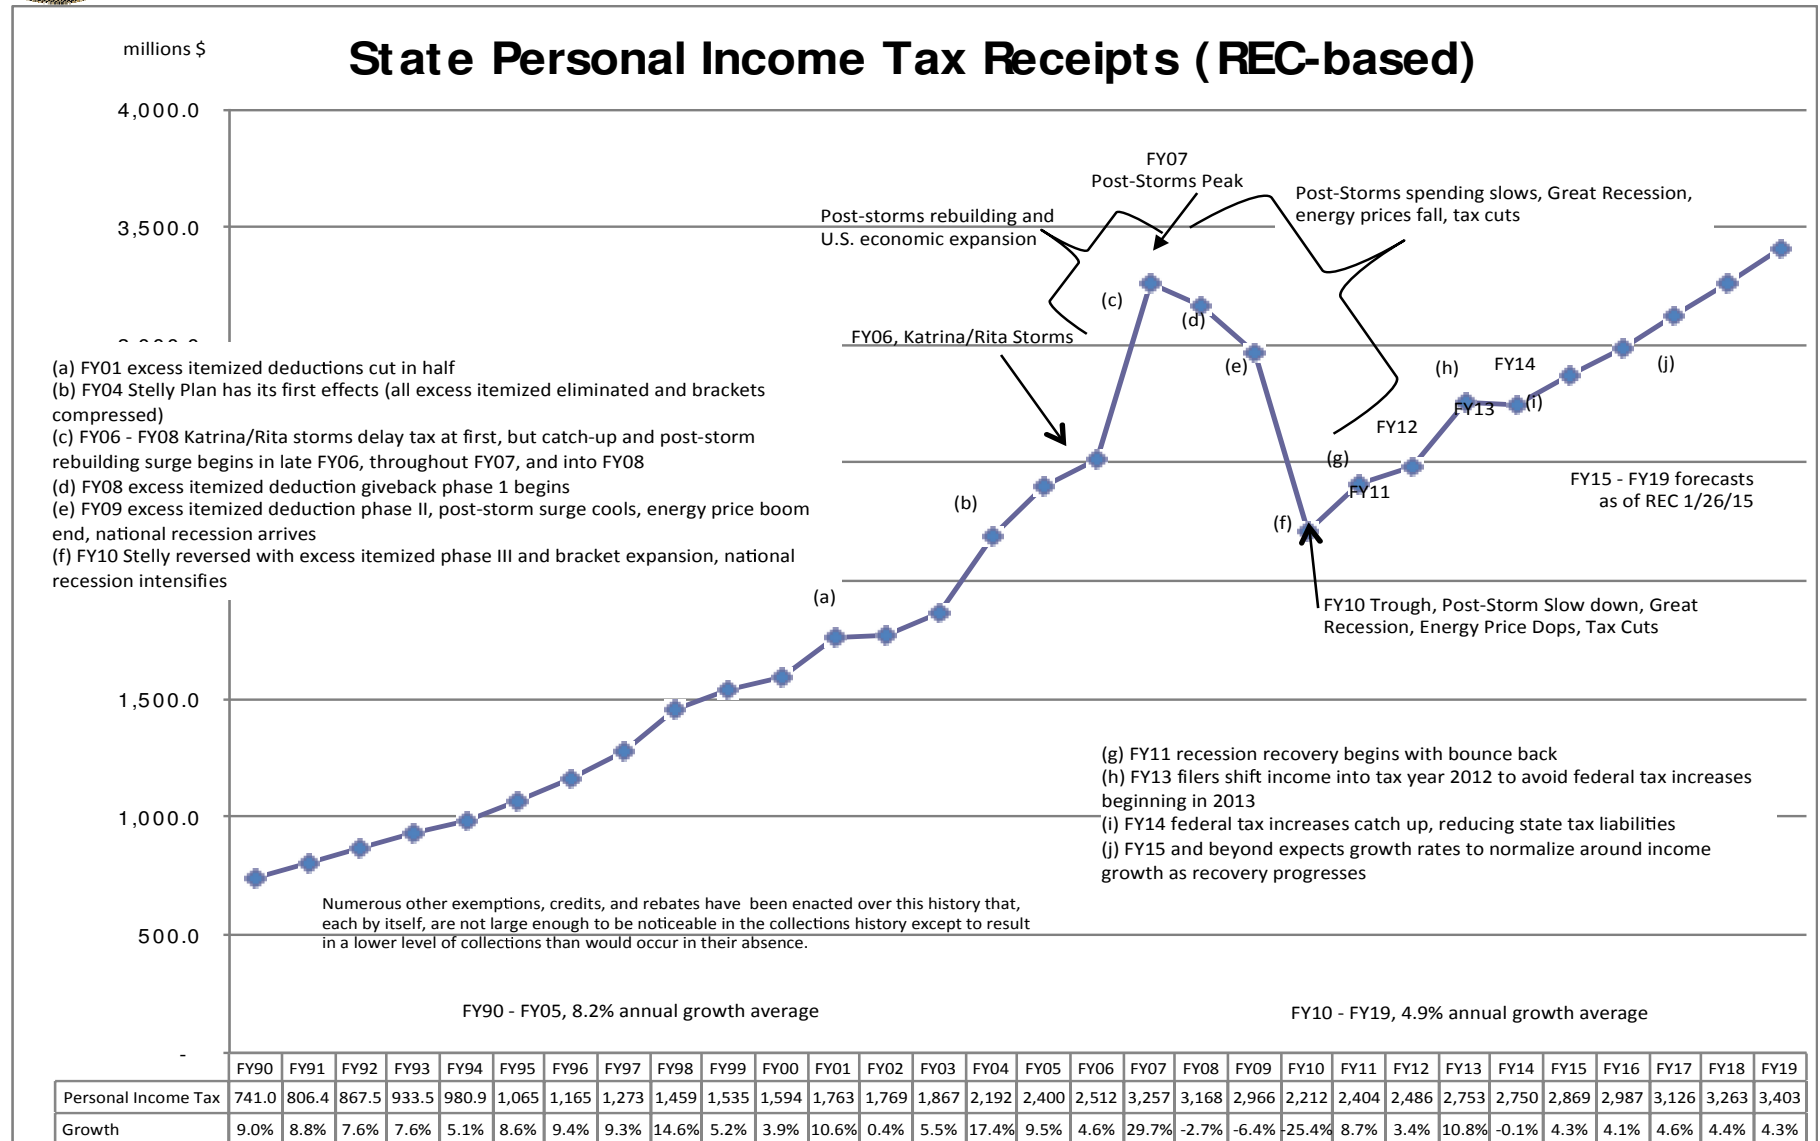 millions $
State Personal Income Tax Receipts (REC-based)
4,000.0
3,500.0
1,500.0
1,000.0
500.0
-
FY07
Post-Storms Peak
Post-Storms spending slows, Great Recession,
energy prices fall, tax cuts
Post-storms rebuilding and
U.S. economic expansion
(c)
(d)
FY06, Katrina/Rita Storms
(e)
(h)
FY14
(j)
(a) FY01 excess itemized deductions cut in half
(b) FY04 Stelly Plan has its first effects (all excess itemized eliminated and brackets
compressed)
(c) FY06 - FY08 Katrina/Rita storms delay tax at first, but catch-up and post-storm
rebuilding surge begins in late FY06, throughout FY07, and into FY08
(d) FY08 excess itemized deduction giveback phase 1 begins
(e) FY09 excess itemized deduction phase II, post-storm surge cools, energy price boom
end, national recession arrives
(f) FY10 Stelly reversed with excess itemized phase III and bracket expansion, national
recession intensifies
FY13
(i)
FY12
(g)
FY11
(b)
(f)
FY15 - FY19 forecasts
as of REC 1/26/15
(a)
FY10 Trough, Post-Storm Slow down, Great
Recession, Energy Price Dops, Tax Cuts
(g) FY11 recession recovery begins with bounce back
(h) FY13 filers shift income into tax year 2012 to avoid federal tax increases
beginning in 2013
(i) FY14 federal tax increases catch up, reducing state tax liabilities
(j) FY15 and beyond expects growth rates to normalize around income
growth as recovery progresses
Numerous other exemptions, credits, and rebates have been enacted over this history that,
each by itself, are not large enough to be noticeable in the collections history except to result
in a lower level of collections than would occur in their absence.
FY90 - FY05, 8.2% annual growth average
FY10 - FY19, 4.9% annual growth average
FY90 FY91 FY92 FY93 FY94 FY95 FY96 FY97 FY98 FY99 FY00 FY01 FY02 FY03 FY04 FY05 FY06 FY07 FY08 FY09 FY10 FY11 FY12 FY13 FY14 FY15 FY16 FY17 FY18 FY19
Personal Income Tax 741.0 806.4 867.5 933.5 980.9 1,065 1,165 1,273 1,459 1,535 1,594 1,763 1,769 1,867 2,192 2,400 2,512 3,257 3,168 2,966 2,212 2,404 2,486 2,753 2,750 2,869 2,987 3,126 3,263 3,403
Growth 9.0% 8.8% 7.6% 7.6% 5.1% 8.6% 9.4% 9.3% 14.6% 5.2% 3.9% 10.6% 0.4% 5.5% 17.4% 9.5% 4.6% 29.7% -2.7% -6.4% -25.4% 8.7% 3.4% 10.8% -0.1% 4.3% 4.1% 4.6% 4.4% 4.3%